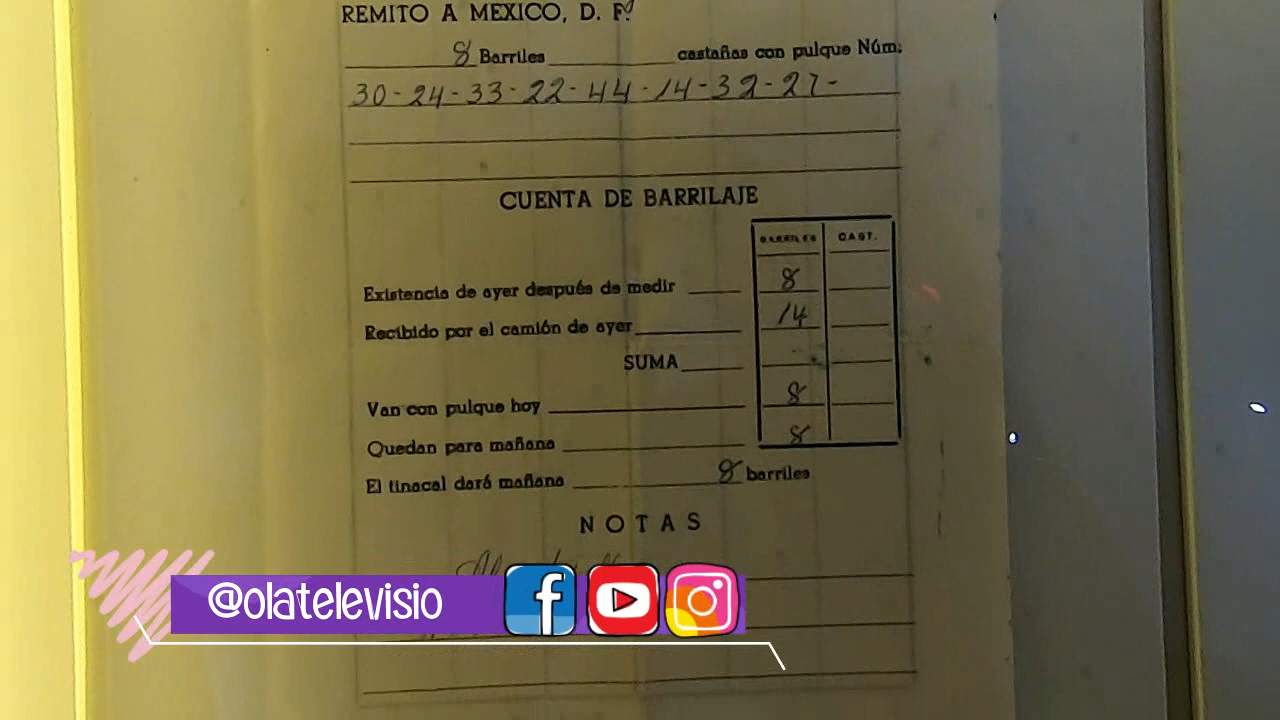 REMITO A MEXICO, D. F.
8 Barriles castañas con pulque Núm.
30-24-33-22-44-14-32-27-
CUENTA DE BARRILAJE
BARRILES CAST.
Existencia de ayer después de medir 8
Recibido por el camión de ayer 14
SUMA
Van con pulque hoy 8
Quedan para mañana 8
El tinacal dará mañana 8 barriles
NOTAS
@olatelevisio